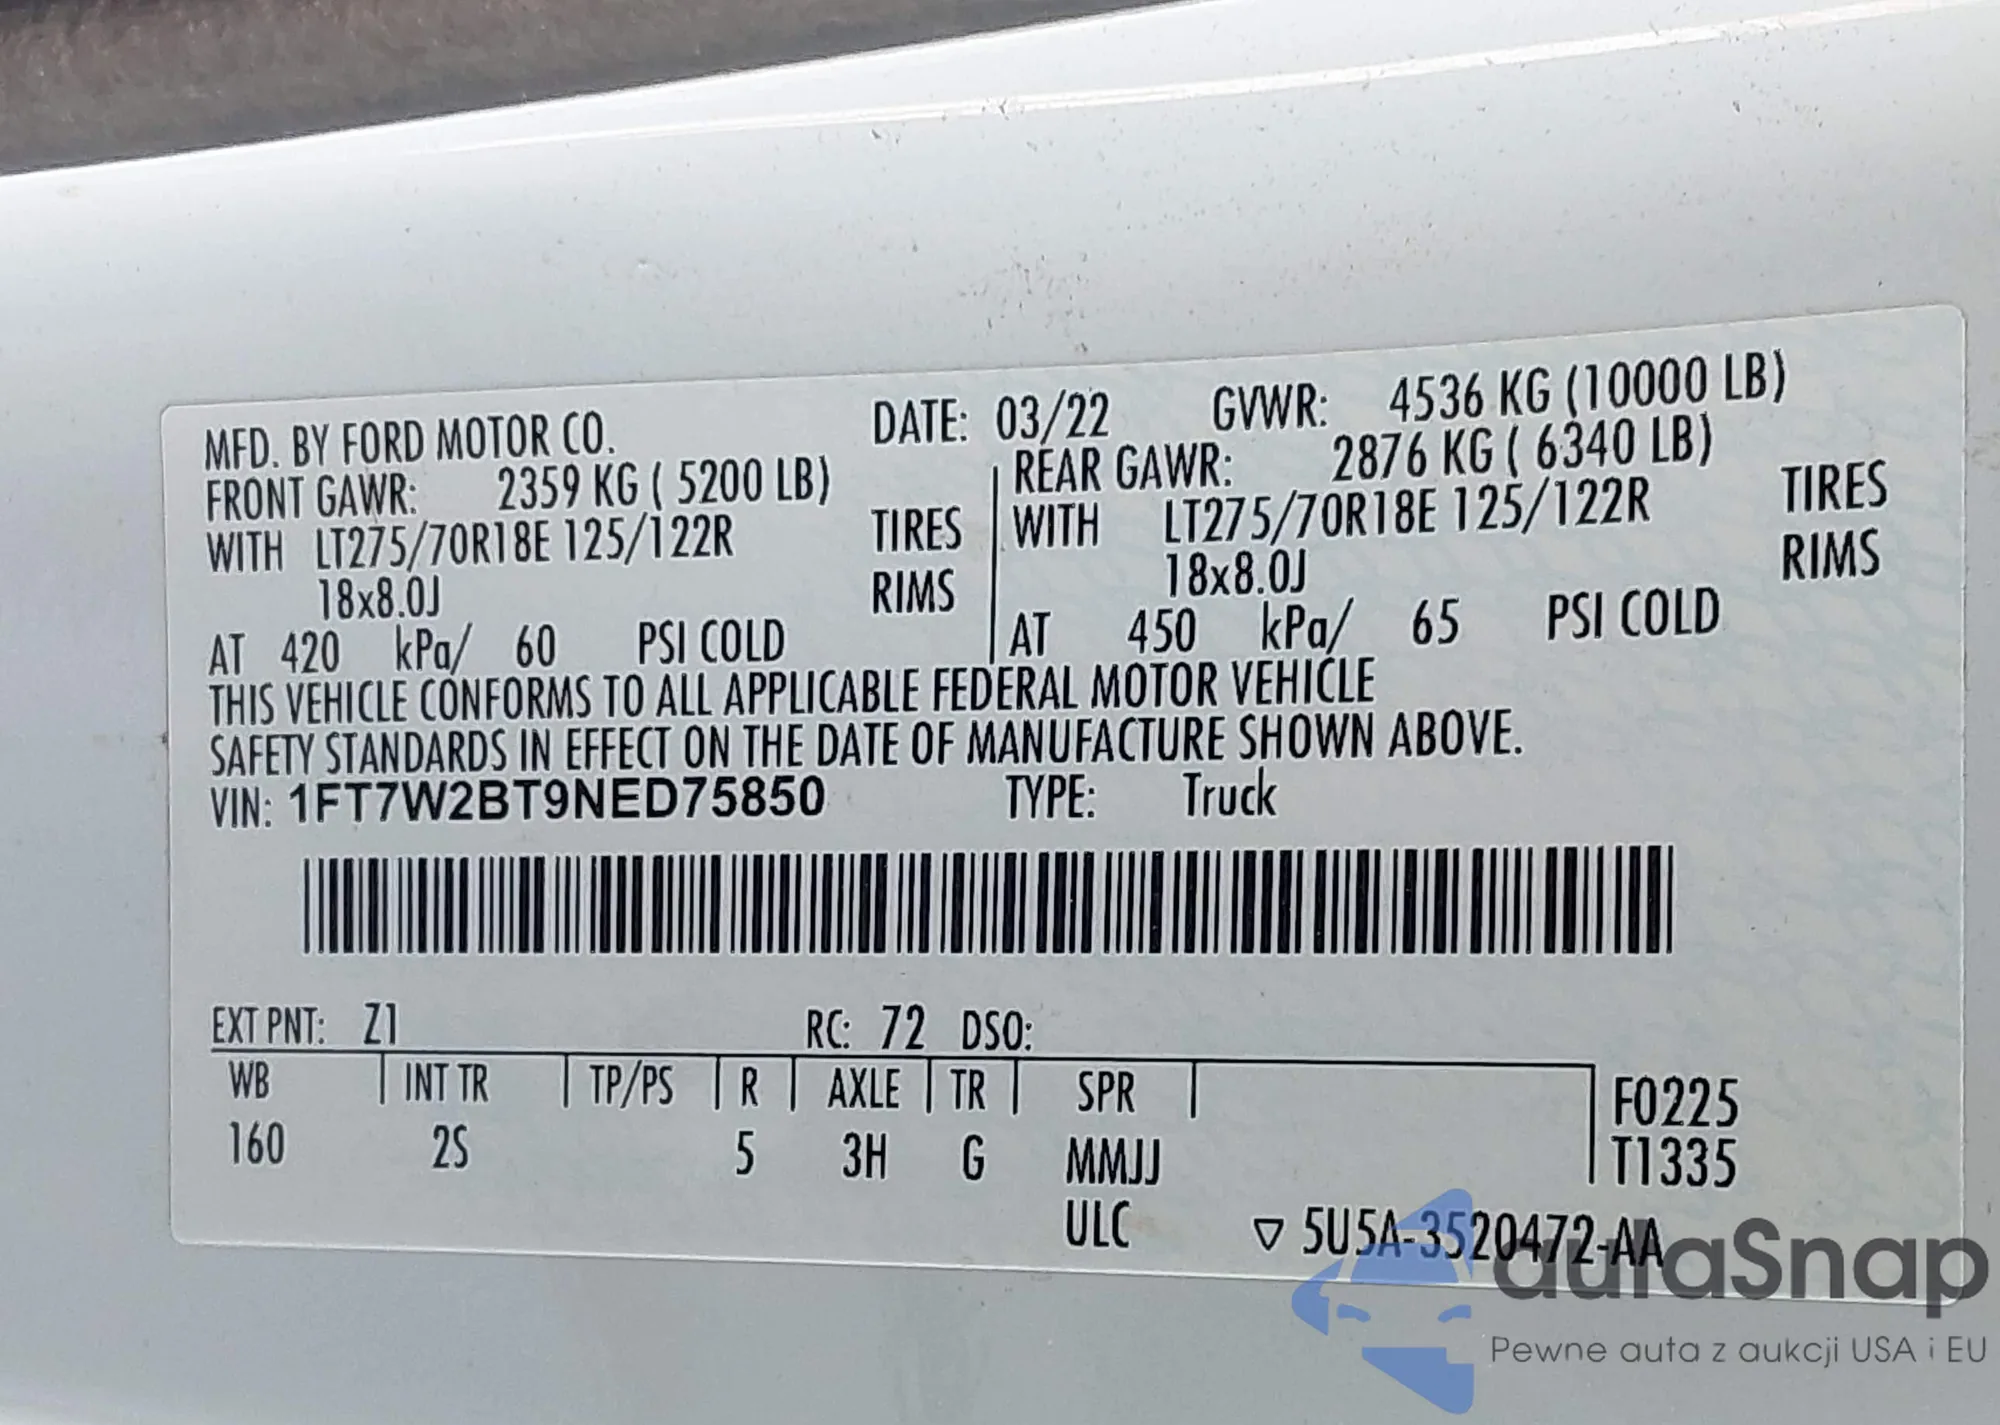 MFD. BY FORD MOTOR CO. DATE: 03/22 GVWR: 4536 KG (10000 LB)
FRONT GAWR: 2359 KG ( 5200 LB) REAR GAWR: 2876 KG ( 6340 LB)
WITH LT275/70R18E 125/122R TIRES WITH LT275/70R18E 125/122R TIRES
18x8.0J RIMS 18x8.0J RIMS
AT 420 kPa/ 60 PSI COLD AT 450 kPa/ 65 PSI COLD
THIS VEHICLE CONFORMS TO ALL APPLICABLE FEDERAL MOTOR VEHICLE
SAFETY STANDARDS IN EFFECT ON THE DATE OF MANUFACTURE SHOWN ABOVE.
VIN: 1FT7W2BT9NED75850 TYPE: Truck
EXT PNT: Z1 RC: 72 DSO:
WB INT TR TP/PS R AXLE TR SPR F0225
160 2S 5 3H G MMJJ T1335
ULC ▽ 5U5A-3520472-AA
autaSnap
Pewne auta z aukcji USA i EU